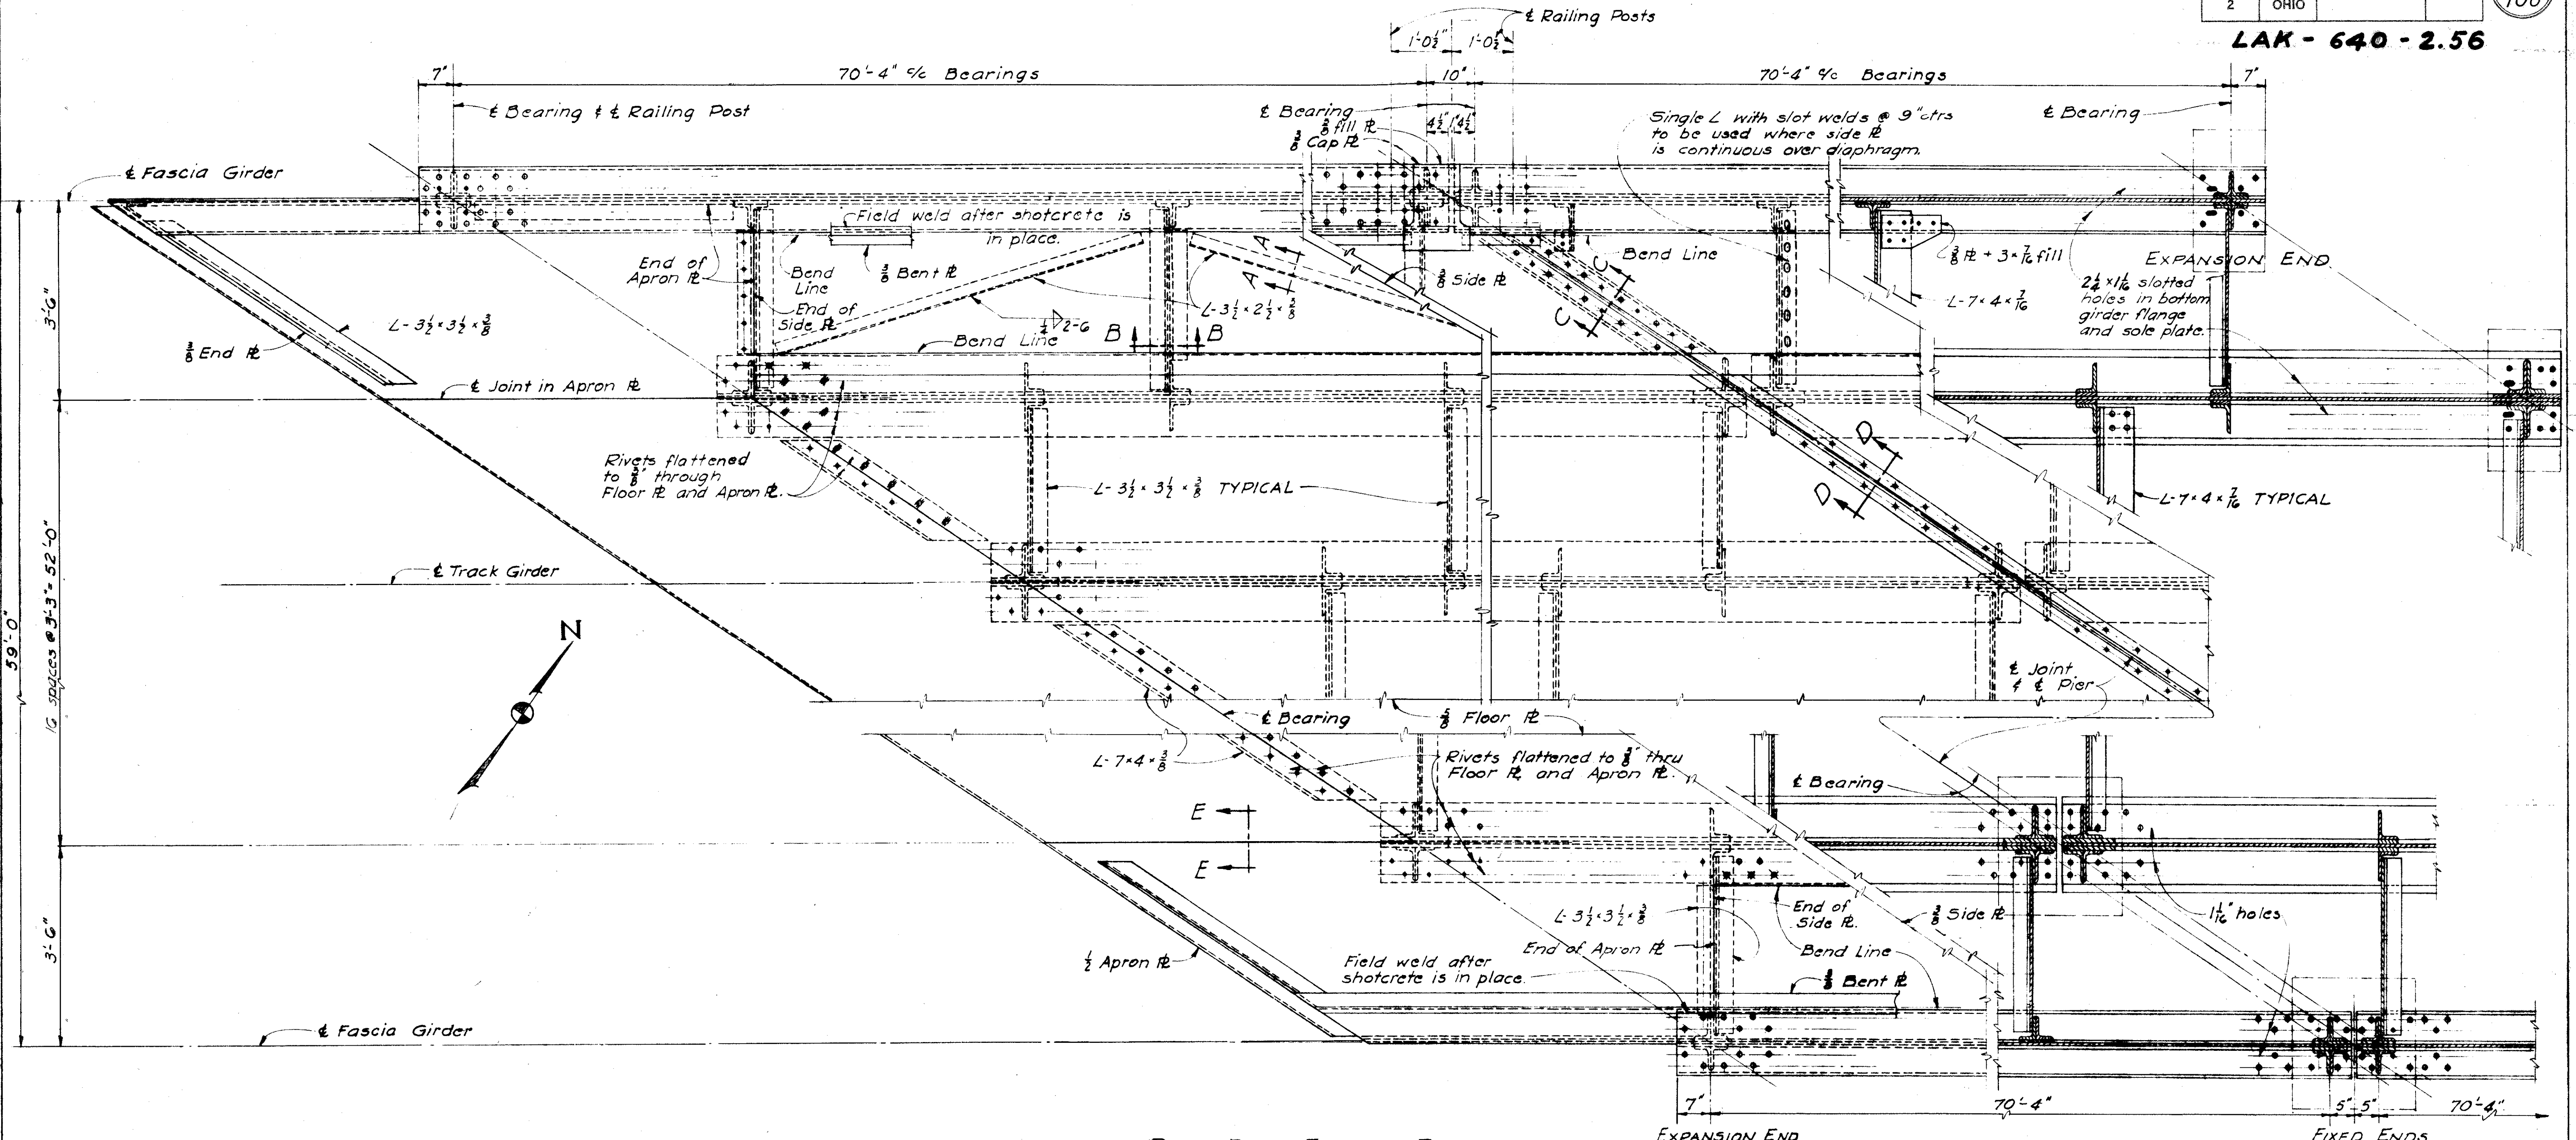 2 OHIO
106
LAK - 640 - 2.56
℄ Railing Posts
1'-0½" 1'-0½"
7"
70'-4" c/c Bearings
10"
70'-4" c/c Bearings
7"
℄ Bearing & ℄ Railing Post
℄ Bearing
⅜ fill ℞
⅜ Cap ℞
4½" 1" 4½"
Single L with slot welds @ 9" ctrs
to be used where side ℞
is continuous over diaphragm.
℄ Bearing
℄ Fascia Girder
Field weld after shotcrete is
in place.
End of
Apron ℞
Bend
Line
⅜ Bent ℞
End of
Side ℞
A
A
⅜ Side ℞
C
C
Bend Line
⅜ ℞ + 3×7/16 fill
L-7×4×7/16
EXPANSION END
2¼ × 1 1/16 slotted
holes in bottom
girder flange
and sole plate.
3'-6"
L-3½×3½×⅜
⅜ End ℞
L-3½×2½×⅜
¼ 2-6
B B
Bend Line
℄ Joint in Apron ℞
Rivets flattened
to ⅜" through
Floor ℞ and Apron ℞.
L-3½×3½×⅜ TYPICAL
D
D
L-7×4×7/16 TYPICAL
℄ Track Girder
59'-0"
16 spaces @ 3'-3" = 52'-0"
N
℄ Joint
& ℄ Pier
℄ Bearing
⅝ Floor ℞
L-7×4×⅜
Rivets flattened to ⅜" thru
Floor ℞ and Apron ℞.
℄ Bearing
E
E
3'-6"
L-3½×3½×⅜
End of
Side ℞.
⅜ Side ℞
1 1/16" holes
End of Apron ℞
Bend Line
½ Apron ℞
Field weld after
shotcrete is in place.
⅜ Bent ℞
℄ Fascia Girder
7"
70'-4"
5" 5"
70'-4"
EXPANSION END
FIXED ENDS